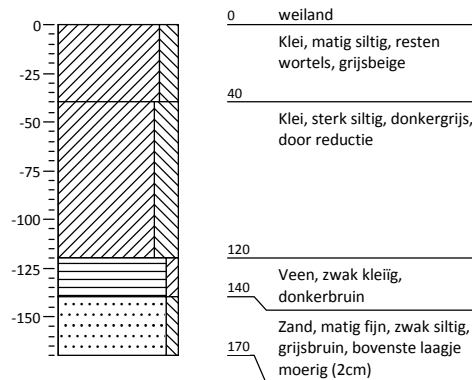 0
-25
-50
-75
-100
-125
-150
0 weiland
Klei, matig siltig, resten
wortels, grijsbeige
40
Klei, sterk siltig, donkergrijs,
door reductie
120
Veen, zwak kleiïg,
donkerbruin
140
Zand, matig fijn, zwak siltig,
grijsbruin, bovenste laagje
moerig (2cm)
170